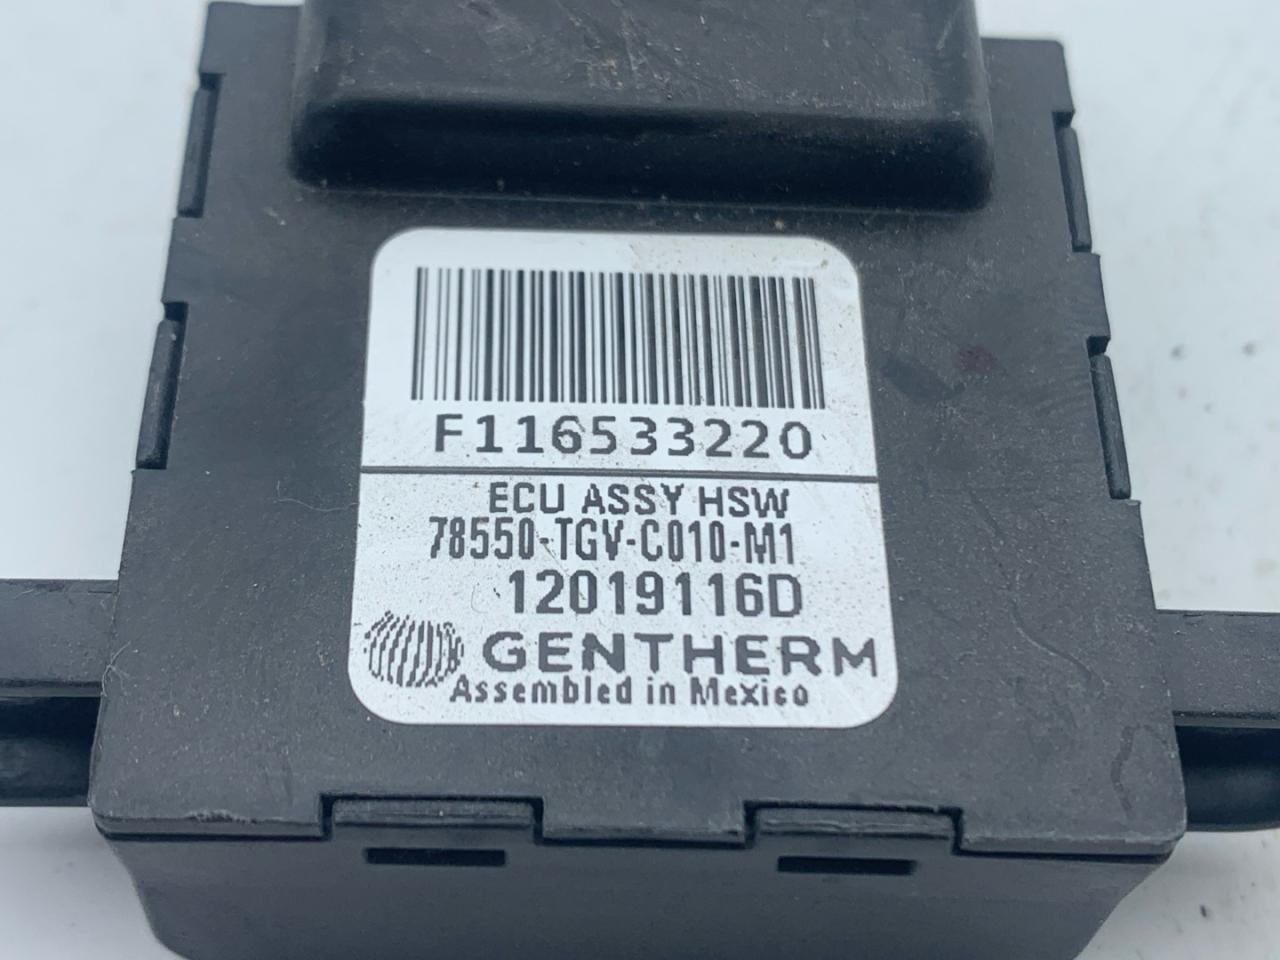 F116533220
ECU ASSY HSW
78550-TGV-C010-M1
12019116D
GENTHERM
Assembled in Mexico